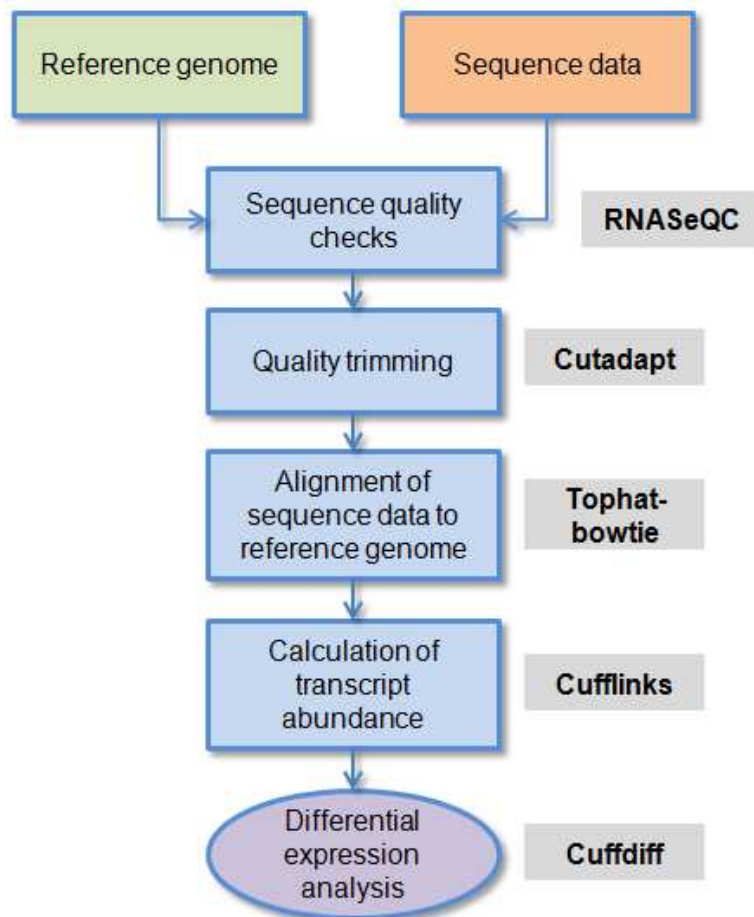 Reference genome
Sequence data
Sequence quality
checks
RNASeQC
Quality trimming
Cutadapt
Alignment of
sequence data to
reference genome
Tophat-
bowtie
Calculation of
transcript
abundance
Cufflinks
Differential
expression
analysis
Cuffdiff